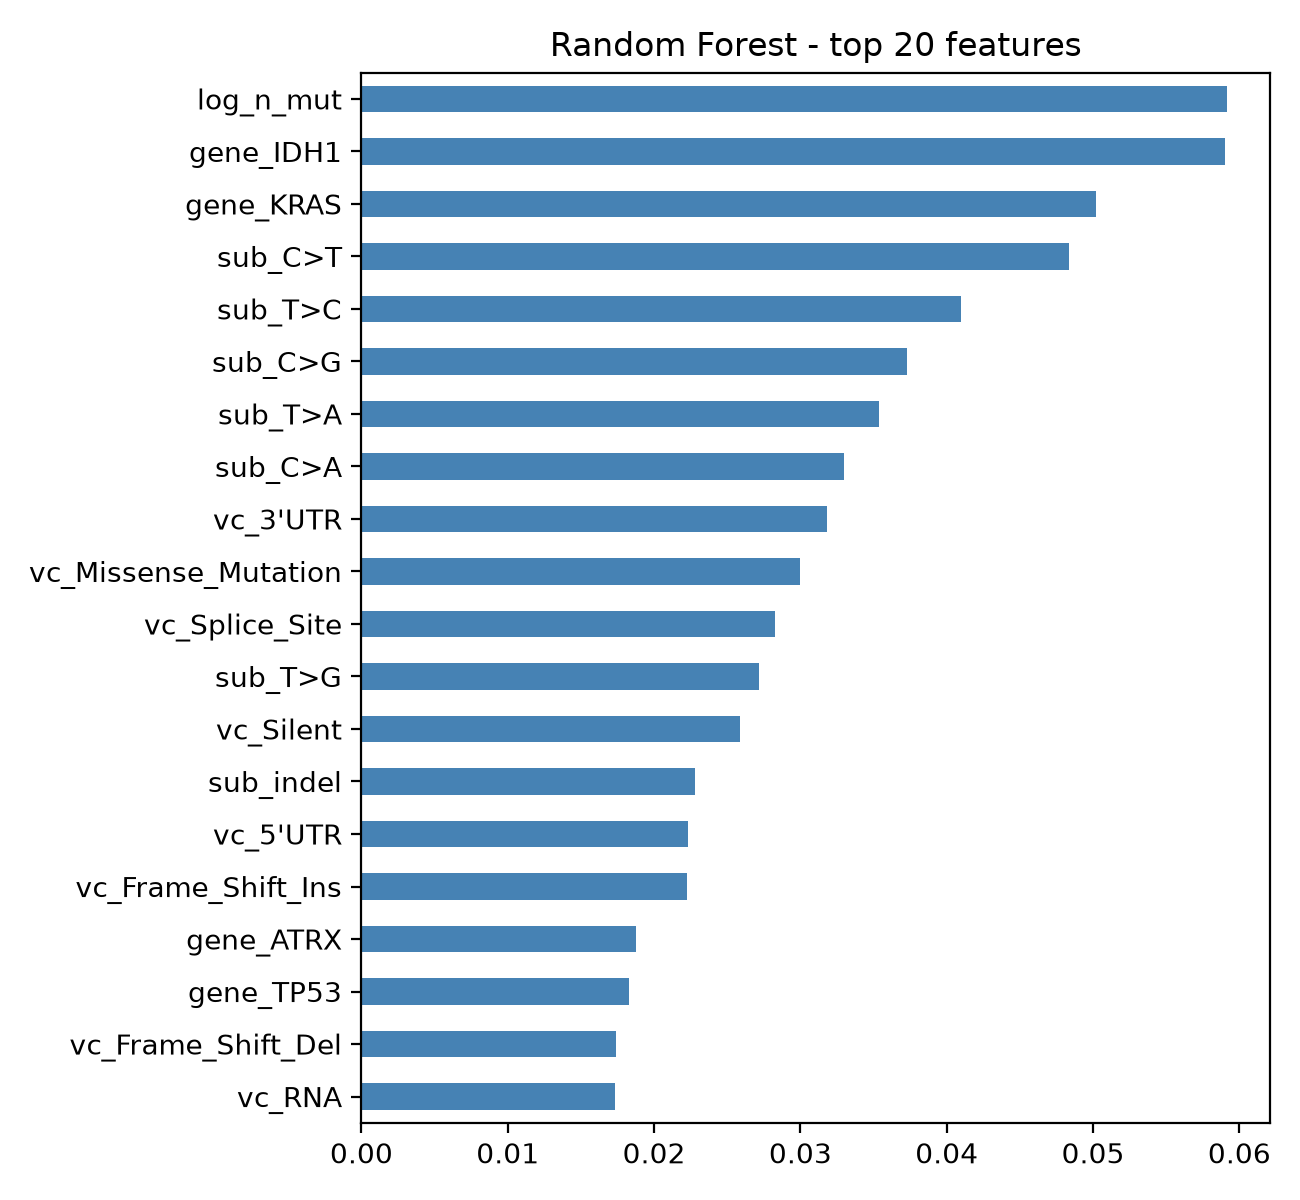 Random Forest - top 20 features
log_n_mut
gene_IDH1
gene_KRAS
sub_C>T
sub_T>C
sub_C>G
sub_T>A
sub_C>A
vc_3'UTR
vc_Missense_Mutation
vc_Splice_Site
sub_T>G
vc_Silent
sub_indel
vc_5'UTR
vc_Frame_Shift_Ins
gene_ATRX
gene_TP53
vc_Frame_Shift_Del
vc_RNA
0.00 0.01 0.02 0.03 0.04 0.05 0.06